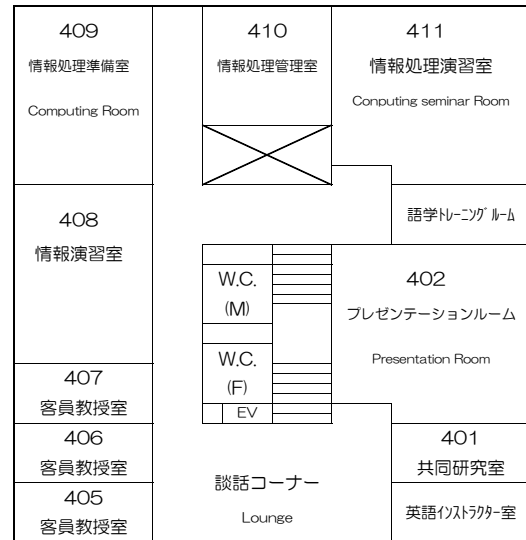 409
情報処理準備室
Computing Room
410
情報処理管理室
411
情報処理演習室
Conputing seminar Room
408
情報演習室
語学ﾄﾚｰﾆﾝｸﾞﾙｰﾑ
W.C.
(M)
402
プレゼンテーションルーム
Presentation Room
W.C.
(F)
EV
407
客員教授室
406
客員教授室
405
客員教授室
談話コーナー
Lounge
401
共同研究室
英語ｲﾝｽﾄﾗｸﾀｰ室